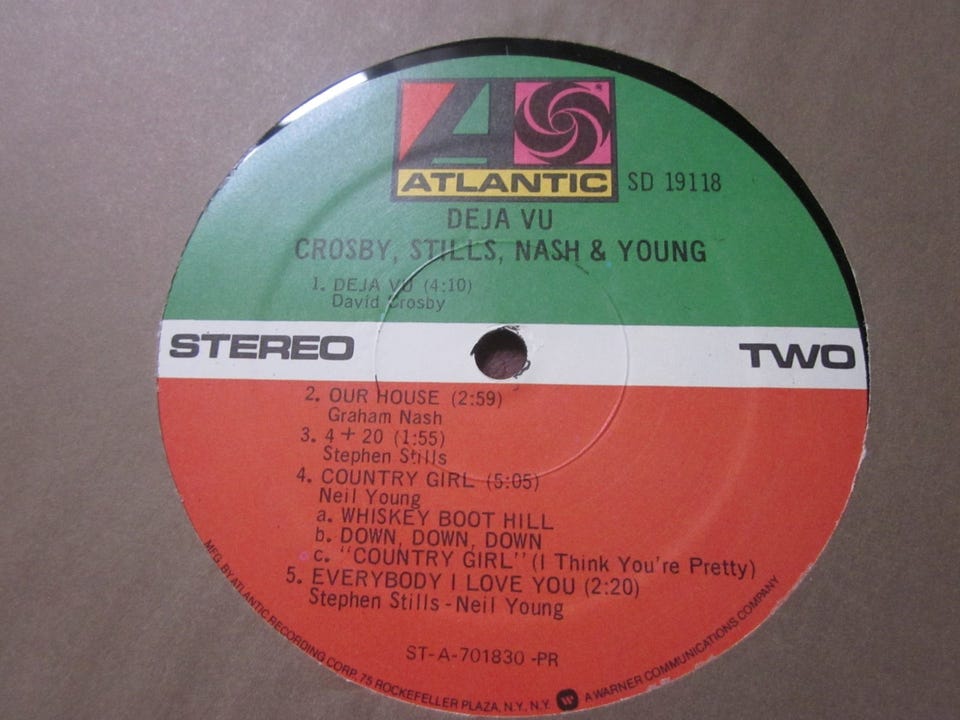 ATLANTIC
SD 19118
DEJA VU
CROSBY, STILLS, NASH & YOUNG
1. DEJA VU (4:10)
David Crosby
STEREO
TWO
2. OUR HOUSE (2:59)
Graham Nash
3. 4 + 20 (1:55)
Stephen Stills
4. COUNTRY GIRL (5:05)
Neil Young
a. WHISKEY BOOT HILL
b. DOWN, DOWN, DOWN
c. "COUNTRY GIRL" (I Think You're Pretty)
5. EVERYBODY I LOVE YOU (2:20)
Stephen Stills - Neil Young
ST-A-701830 -PR
MFG. BY ATLANTIC RECORDING CORP. 75 ROCKEFELLER PLAZA, N.Y. N.Y. W A WARNER COMMUNICATIONS COMPANY